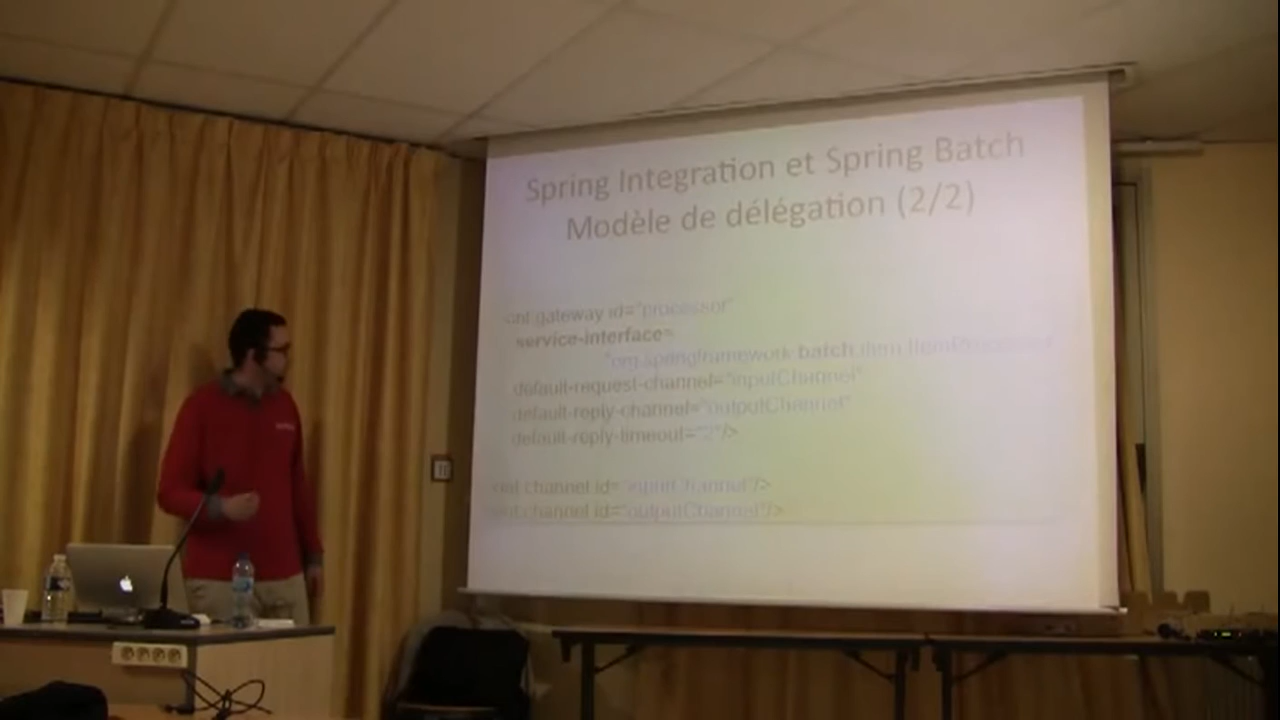 Spring Integration et Spring Batch
Modèle de délégation (2/2)
<int:gateway id="processor"
service-interface=
"org.springframework.batch.item.ItemProcessor"
default-request-channel="inputChannel"
default-reply-channel="outputChannel"
default-reply-timeout="2"/>
<int:channel id="inputChannel"/>
<int:channel id="outputChannel"/>